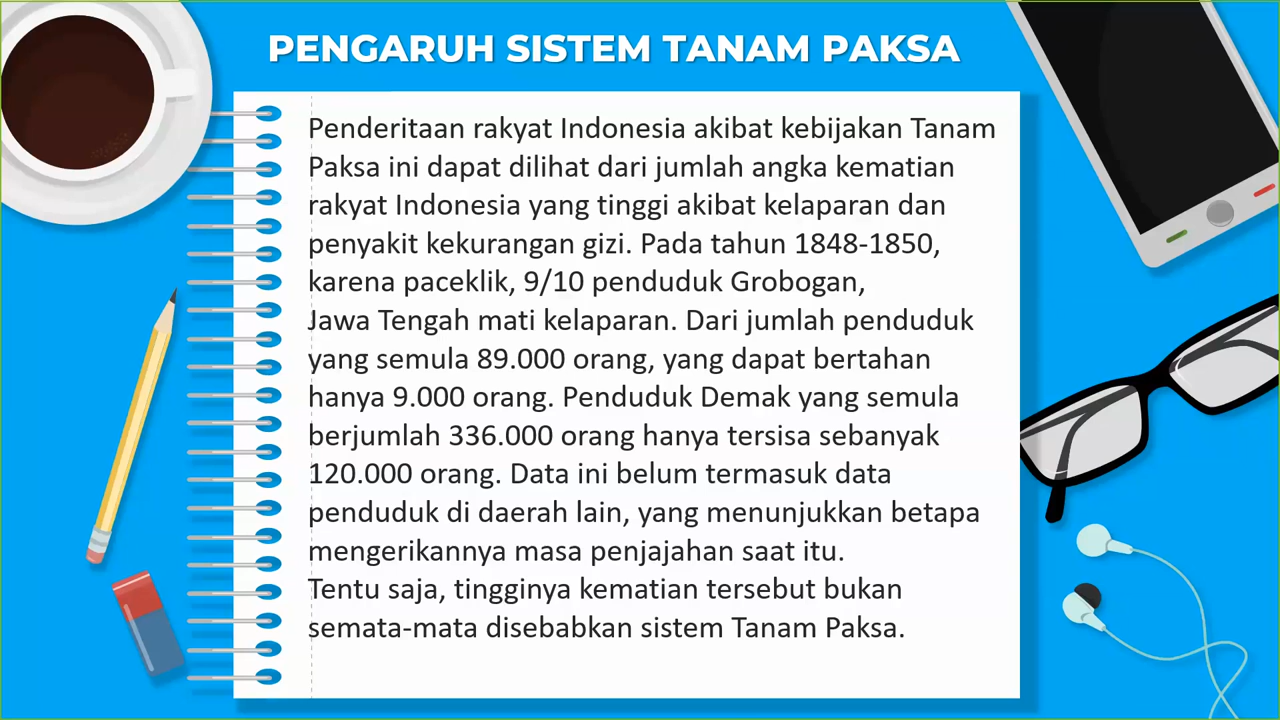 PENGARUH SISTEM TANAM PAKSA
Penderitaan rakyat Indonesia akibat kebijakan Tanam
Paksa ini dapat dilihat dari jumlah angka kematian
rakyat Indonesia yang tinggi akibat kelaparan dan
penyakit kekurangan gizi. Pada tahun 1848-1850,
karena paceklik, 9/10 penduduk Grobogan,
Jawa Tengah mati kelaparan. Dari jumlah penduduk
yang semula 89.000 orang, yang dapat bertahan
hanya 9.000 orang. Penduduk Demak yang semula
berjumlah 336.000 orang hanya tersisa sebanyak
120.000 orang. Data ini belum termasuk data
penduduk di daerah lain, yang menunjukkan betapa
mengerikannya masa penjajahan saat itu.
Tentu saja, tingginya kematian tersebut bukan
semata-mata disebabkan sistem Tanam Paksa.